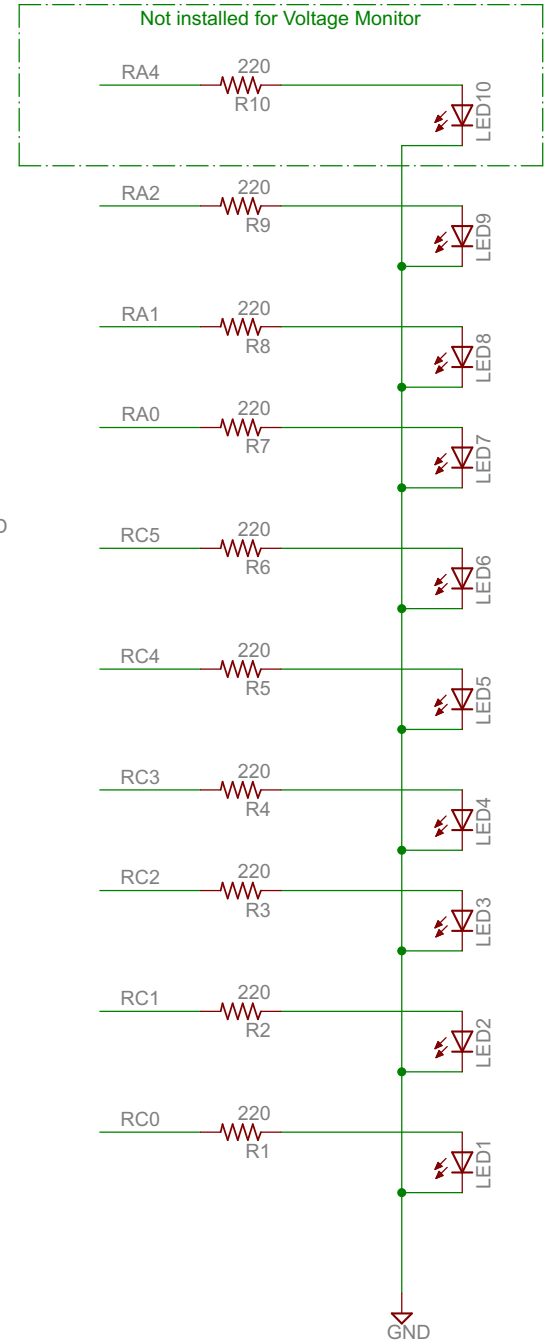 Not installed for Voltage Monitor
RA4
220
R10
LED10
RA2
220
R9
LED9
RA1
220
R8
LED8
RA0
220
R7
LED7
RC5
220
R6
LED6
RC4
220
R5
LED5
RC3
220
R4
LED4
RC2
220
R3
LED3
RC1
220
R2
LED2
RC0
220
R1
LED1
GND